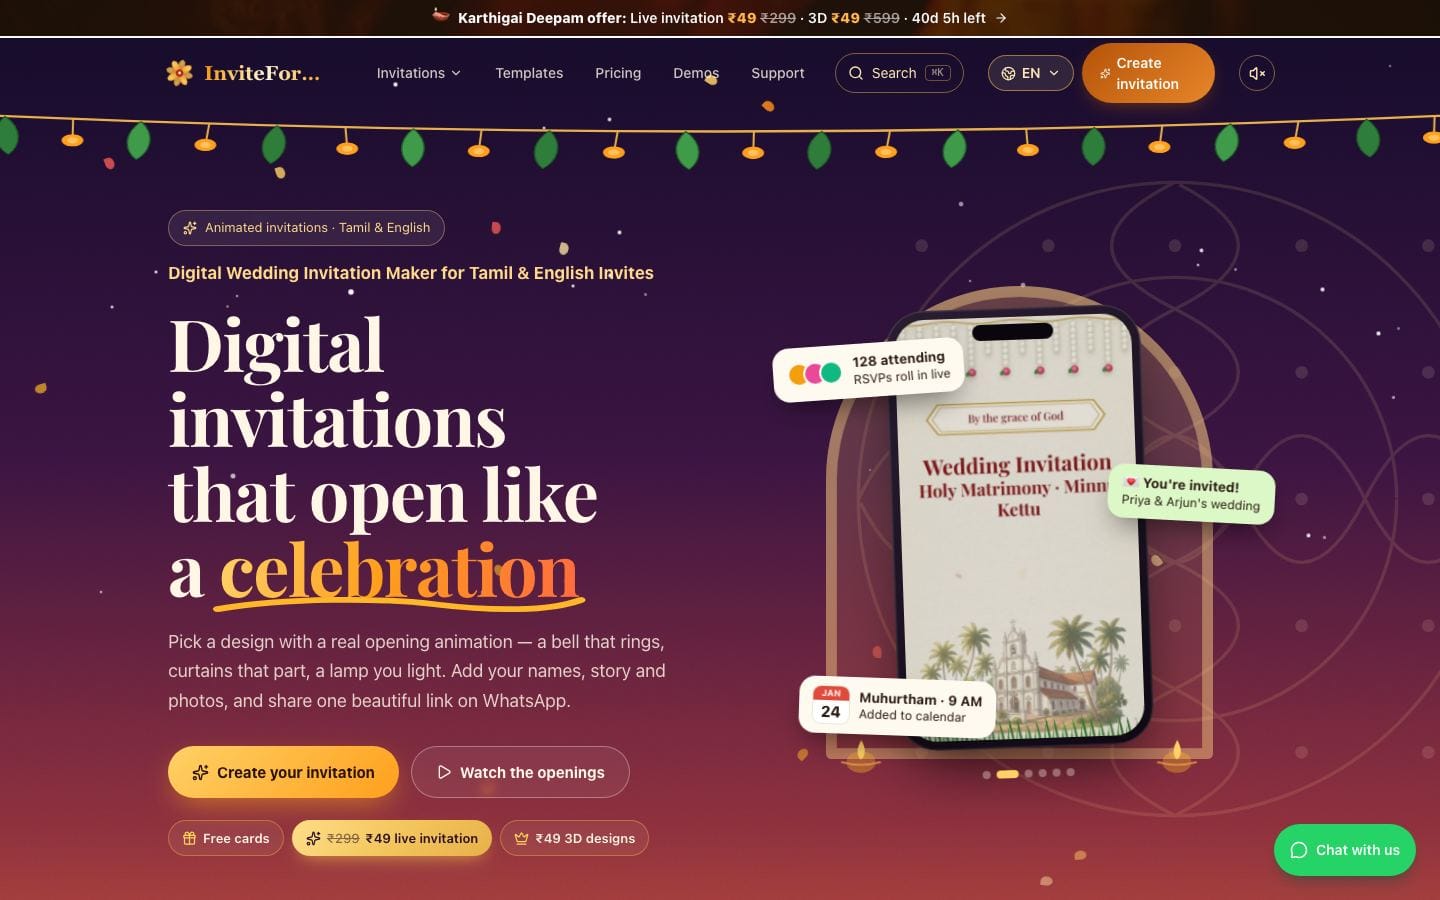 Karthigai Deepam offer: Live invitation ₹49 ₹299 · 3D ₹49 ₹599 · 40d 5h left →
InviteFor...
Invitations
Templates
Pricing
Demos
Support
Search ⌘K
EN
Create
invitation
Animated invitations · Tamil & English
Digital Wedding Invitation Maker for Tamil & English Invites
Digital
invitations
that open like
a celebration
Pick a design with a real opening animation — a bell that rings,
curtains that part, a lamp you light. Add your names, story and
photos, and share one beautiful link on WhatsApp.
Create your invitation
Watch the openings
Free cards
₹299 ₹49 live invitation
₹49 3D designs
128 attending
RSVPs roll in live
By the grace of God
Wedding Invitation
Holy Matrimony · Minnu
Kettu
You're invited!
Priya & Arjun's wedding
JAN
24
Muhurtham · 9 AM
Added to calendar
Chat with us